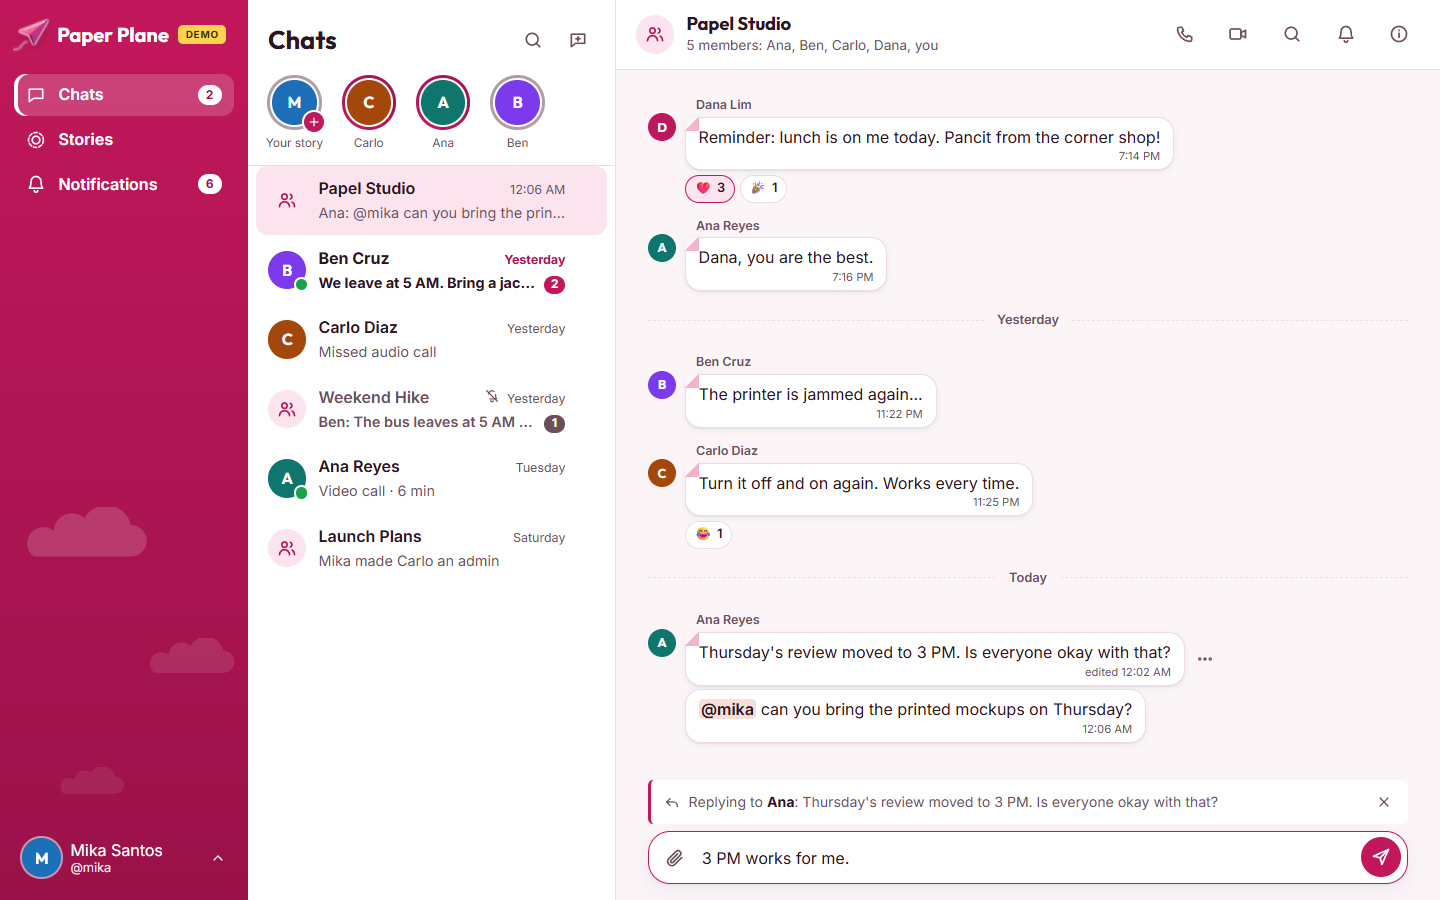 Paper Plane DEMO
Chats 2
Stories
Notifications 6
Mika Santos
@mika
Chats
M
C
A
B
Your story
Carlo
Ana
Ben
Papel Studio 12:06 AM
Ana: @mika can you bring the prin...
B
Ben Cruz Yesterday
We leave at 5 AM. Bring a jac... 2
C
Carlo Diaz Yesterday
Missed audio call
Weekend Hike Yesterday
Ben: The bus leaves at 5 AM ... 1
A
Ana Reyes Tuesday
Video call · 6 min
Launch Plans Saturday
Mika made Carlo an admin
Papel Studio
5 members: Ana, Ben, Carlo, Dana, you
Dana Lim
D
Reminder: lunch is on me today. Pancit from the corner shop!
7:14 PM
❤️ 3 🎉 1
Ana Reyes
A
Dana, you are the best.
7:16 PM
Yesterday
Ben Cruz
B
The printer is jammed again...
11:22 PM
Carlo Diaz
C
Turn it off and on again. Works every time.
11:25 PM
😂 1
Today
Ana Reyes
A
Thursday's review moved to 3 PM. Is everyone okay with that?
edited 12:02 AM
@mika can you bring the printed mockups on Thursday?
12:06 AM
Replying to Ana: Thursday's review moved to 3 PM. Is everyone okay with that?
3 PM works for me.
M